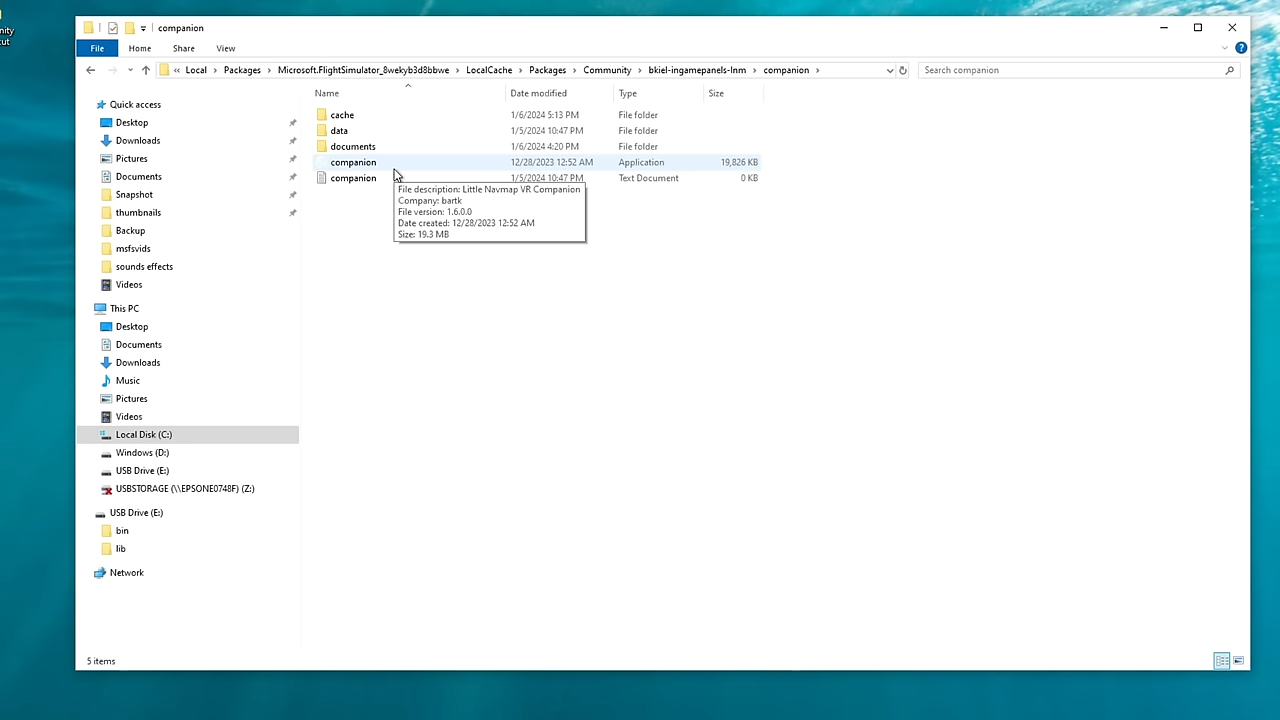 nity
cut
companion
File
Home
Share
View
« Local > Packages > Microsoft.FlightSimulator_8wekyb3d8bbwe > LocalCache > Packages > Community > bkiel-ingamepanels-lnm > companion >
Search companion
Name
Date modified
Type
Size
Quick access
Desktop
Downloads
Pictures
Documents
Snapshot
thumbnails
Backup
msfsvids
sounds effects
Videos
This PC
Desktop
Documents
Downloads
Music
Pictures
Videos
Local Disk (C:)
Windows (D:)
USB Drive (E:)
USBSTORAGE (\\EPSONE0748F) (Z:)
USB Drive (E:)
bin
lib
Network
cache 1/6/2024 5:13 PM File folder
data 1/5/2024 10:47 PM File folder
documents 1/6/2024 4:20 PM File folder
companion 12/28/2023 12:52 AM Application 19,826 KB
companion 1/5/2024 10:47 PM Text Document 0 KB
File description: Little Navmap VR Companion
Company: bartk
File version: 1.6.0.0
Date created: 12/28/2023 12:52 AM
Size: 19.3 MB
5 items